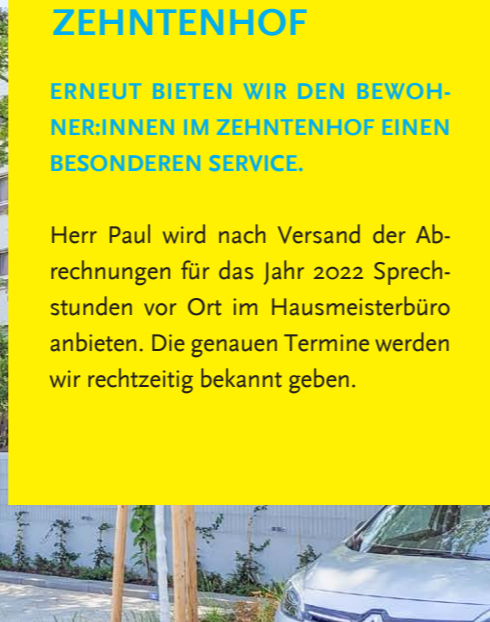 ZEHNTENHOF
ERNEUT BIETEN WIR DEN BEWOH-
NER:INNEN IM ZEHNTENHOF EINEN
BESONDEREN SERVICE.
Herr Paul wird nach Versand der Ab-
rechnungen für das Jahr 2022 Sprech-
stunden vor Ort im Hausmeisterbüro
anbieten. Die genauen Termine werden
wir rechtzeitig bekannt geben.